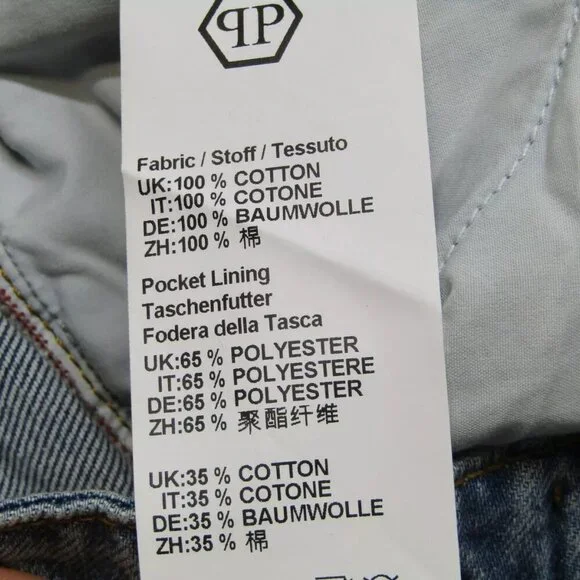 PP
Fabric / Stoff / Tessuto
UK:100 % COTTON
IT:100 % COTONE
DE:100 % BAUMWOLLE
ZH:100 % 棉
Pocket Lining
Taschenfutter
Fodera della Tasca
UK:65 % POLYESTER
IT:65 % POLYESTERE
DE:65 % POLYESTER
ZH:65 % 聚酯纤维
UK:35 % COTTON
IT:35 % COTONE
DE:35 % BAUMWOLLE
ZH:35 % 棉